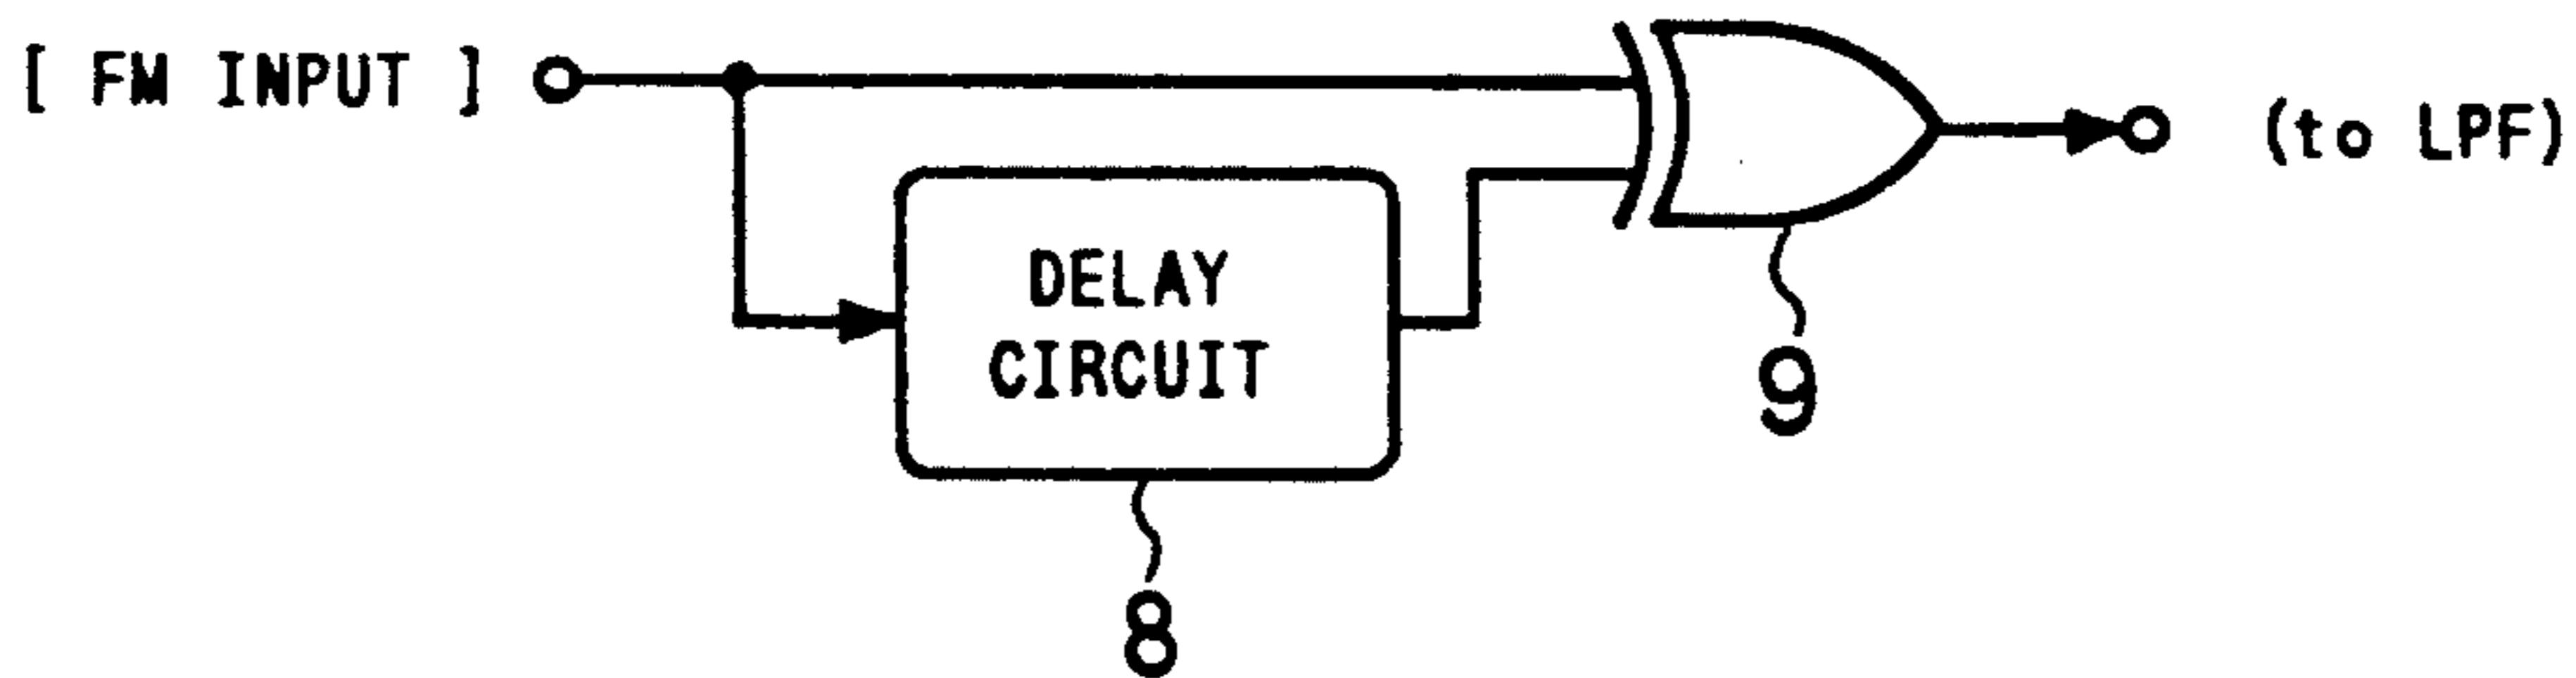 [ FM INPUT ]
(to LPF)
DELAY
CIRCUIT
9
8